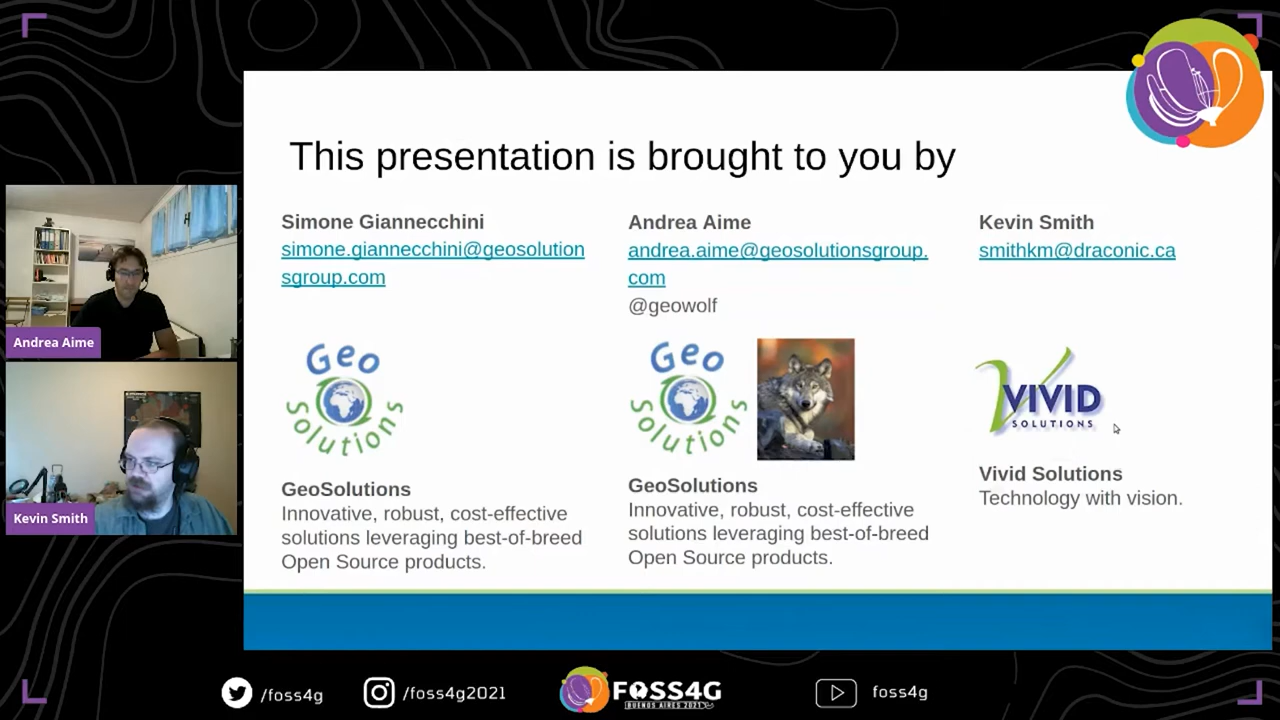 This presentation is brought to you by
Simone Giannecchini
simone.giannecchini@geosolution
sgroup.com
Andrea Aime
andrea.aime@geosolutionsgroup.
com
@geowolf
Kevin Smith
smithkm@draconic.ca
Geo
Solutions
Geo
Solutions
VIVID
SOLUTIONS
GeoSolutions
Innovative, robust, cost-effective
solutions leveraging best-of-breed
Open Source products.
GeoSolutions
Innovative, robust, cost-effective
solutions leveraging best-of-breed
Open Source products.
Vivid Solutions
Technology with vision.
Andrea Aime
Kevin Smith
/foss4g
/foss4g2021
FOSS4G
BUENOS AIRES 2021
foss4g